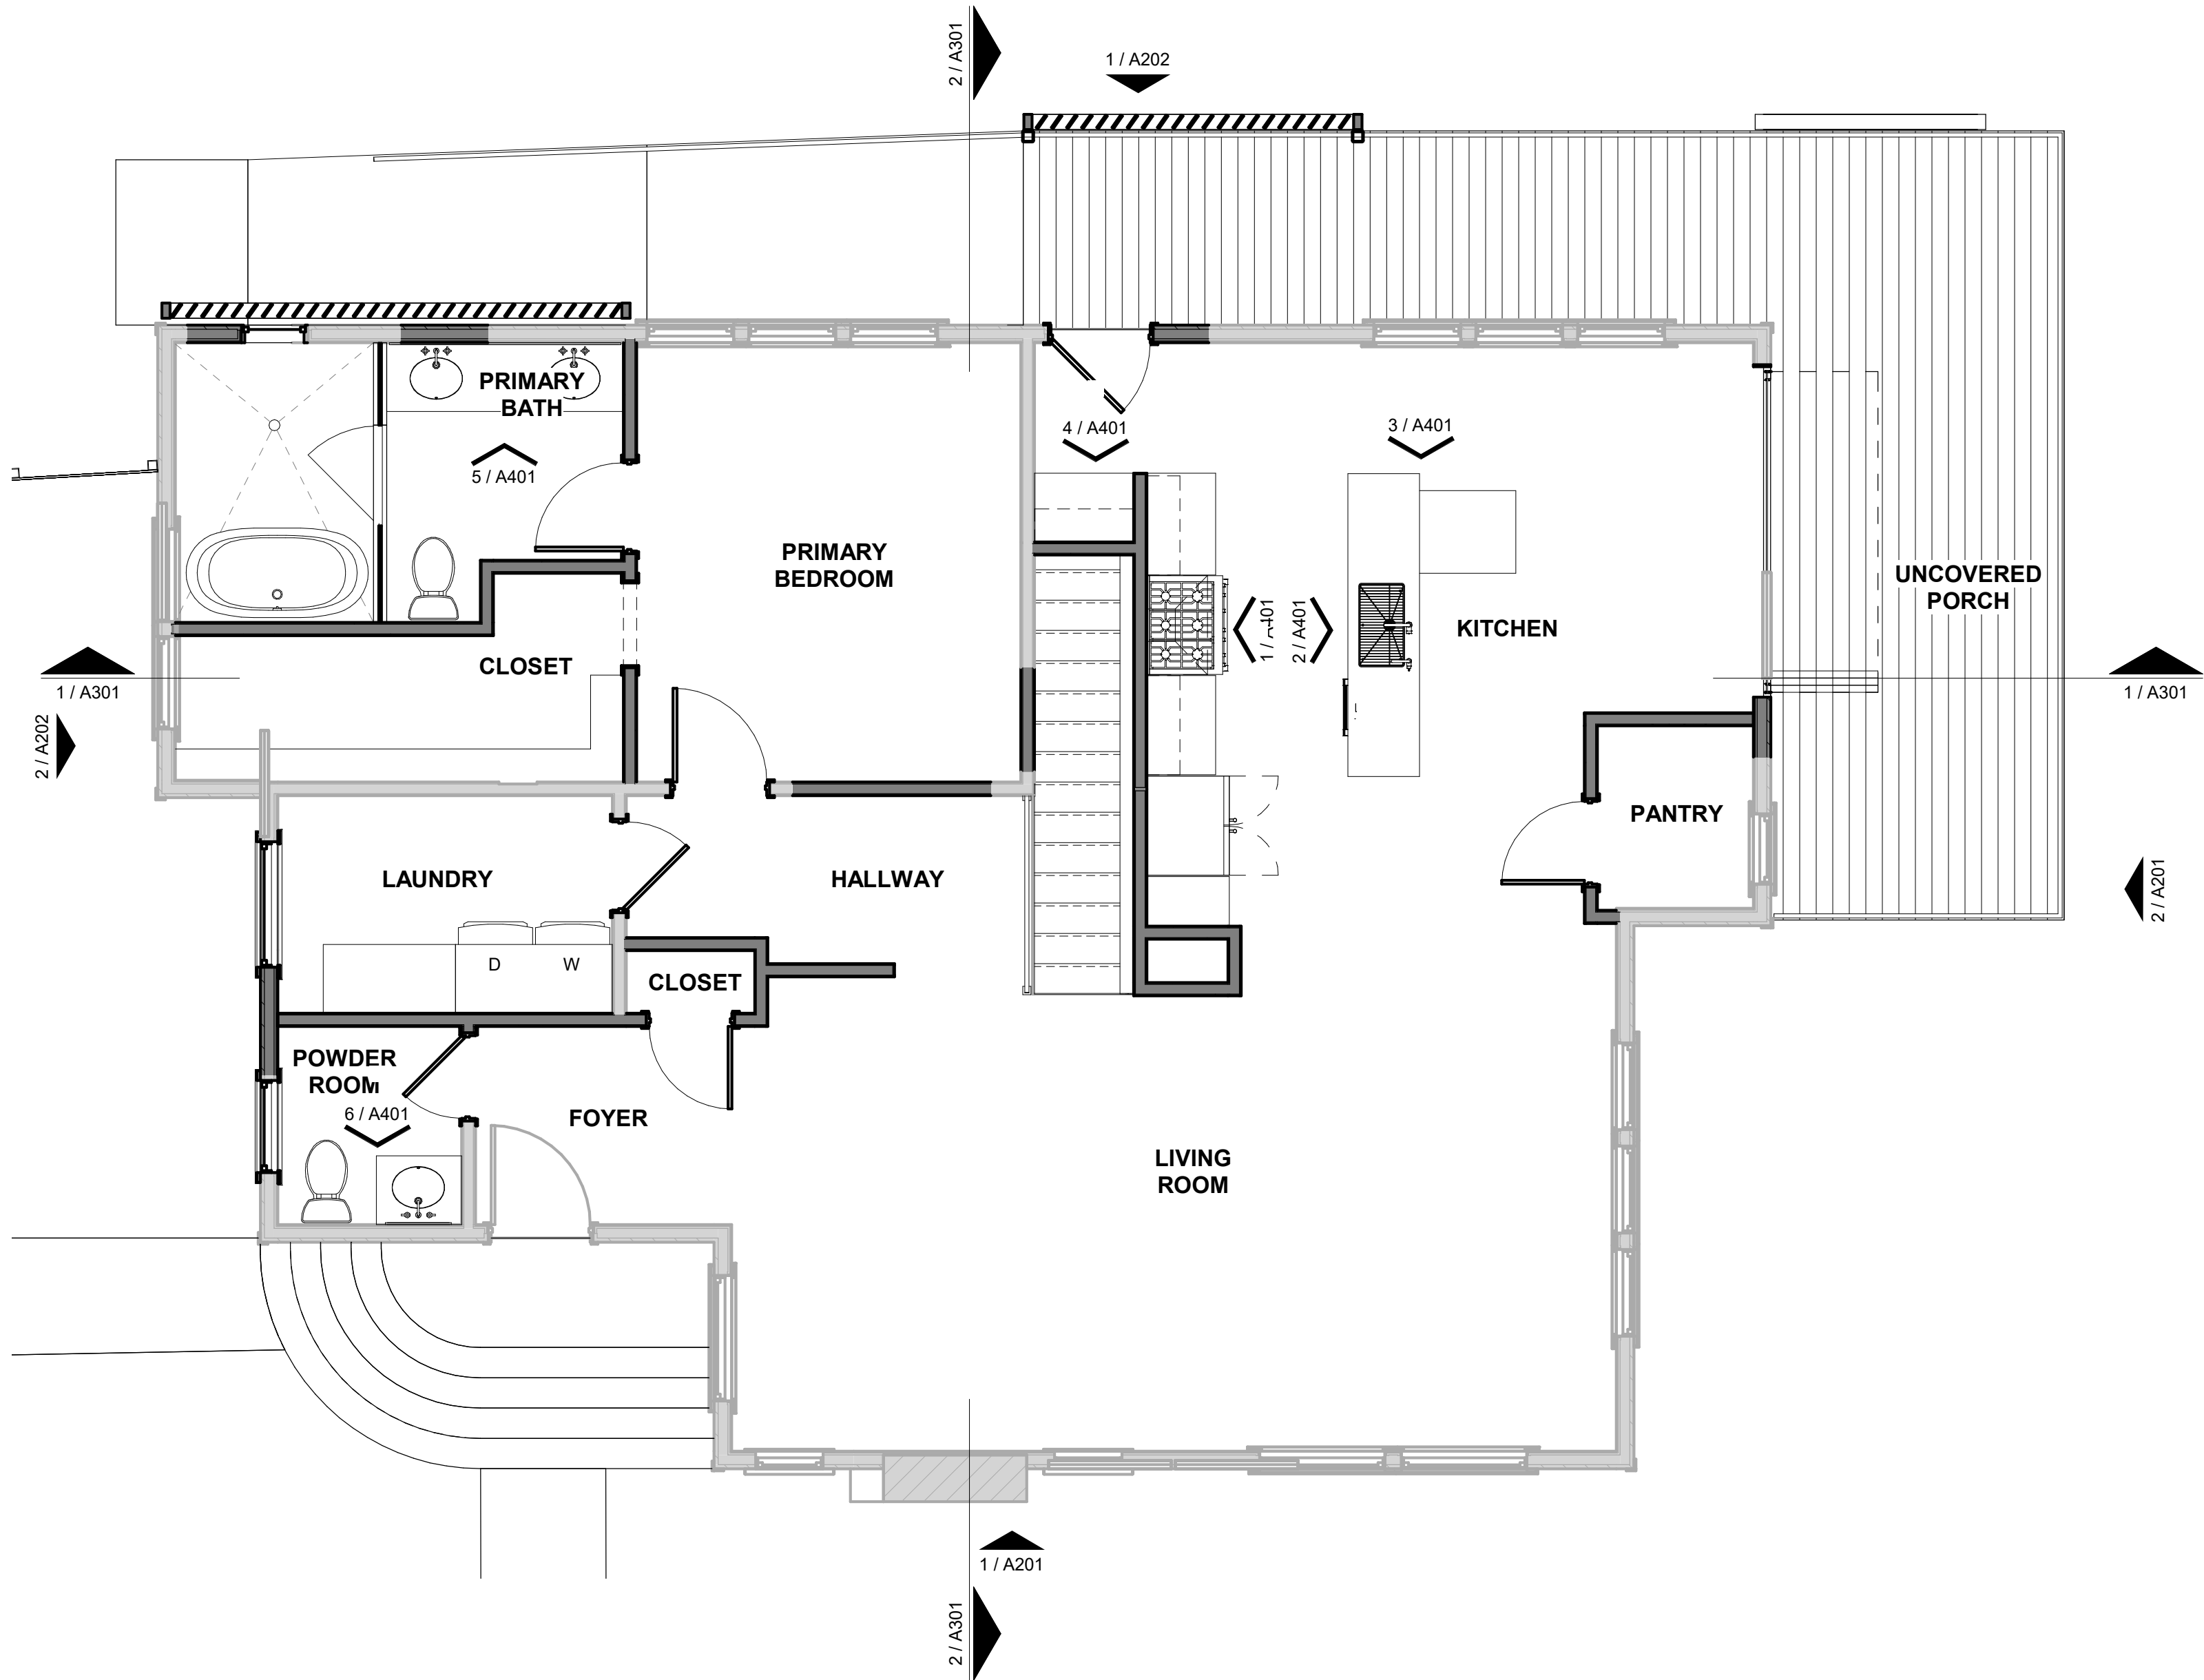 2 / A301
1 / A202
PRIMARY
BATH
5 / A401
4 / A401
3 / A401
PRIMARY
BEDROOM
UNCOVERED
PORCH
1 / A401
2 / A401
KITCHEN
CLOSET
1 / A301
1 / A301
2 / A202
PANTRY
LAUNDRY
HALLWAY
2 / A201
D
W
CLOSET
POWDER
ROOM
6 / A401
FOYER
LIVING
ROOM
1 / A201
2 / A301